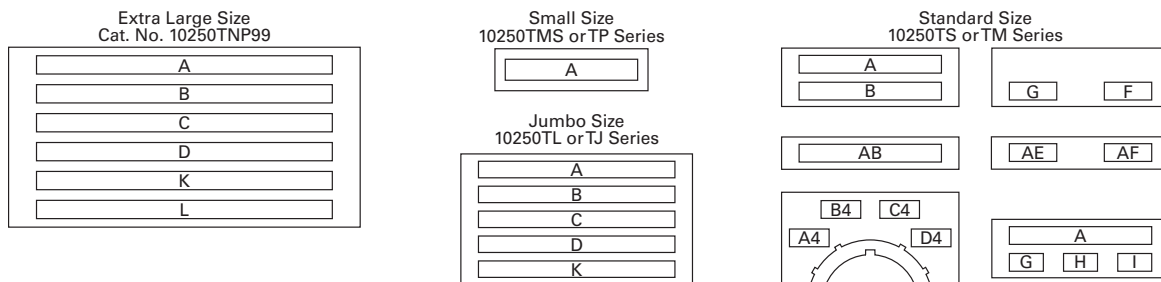 Extra Large Size
Cat. No. 10250TNP99
A
B
C
D
K
L
Small Size
10250TMS or TP Series
A
Jumbo Size
10250TL or TJ Series
A
B
C
D
K
Standard Size
10250TS or TM Series
A
B
G F
AB
AE AF
B4 C4
A4 D4
A
G H I